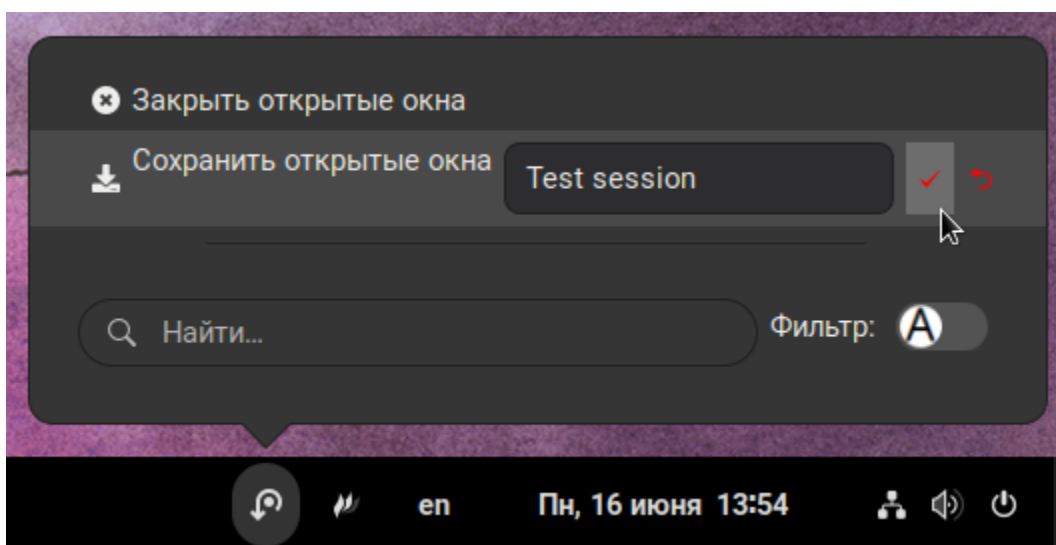 Закрыть открытые окна
Сохранить открытые окна Test session
Найти...
Фильтр: A
en Пн, 16 июня 13:54